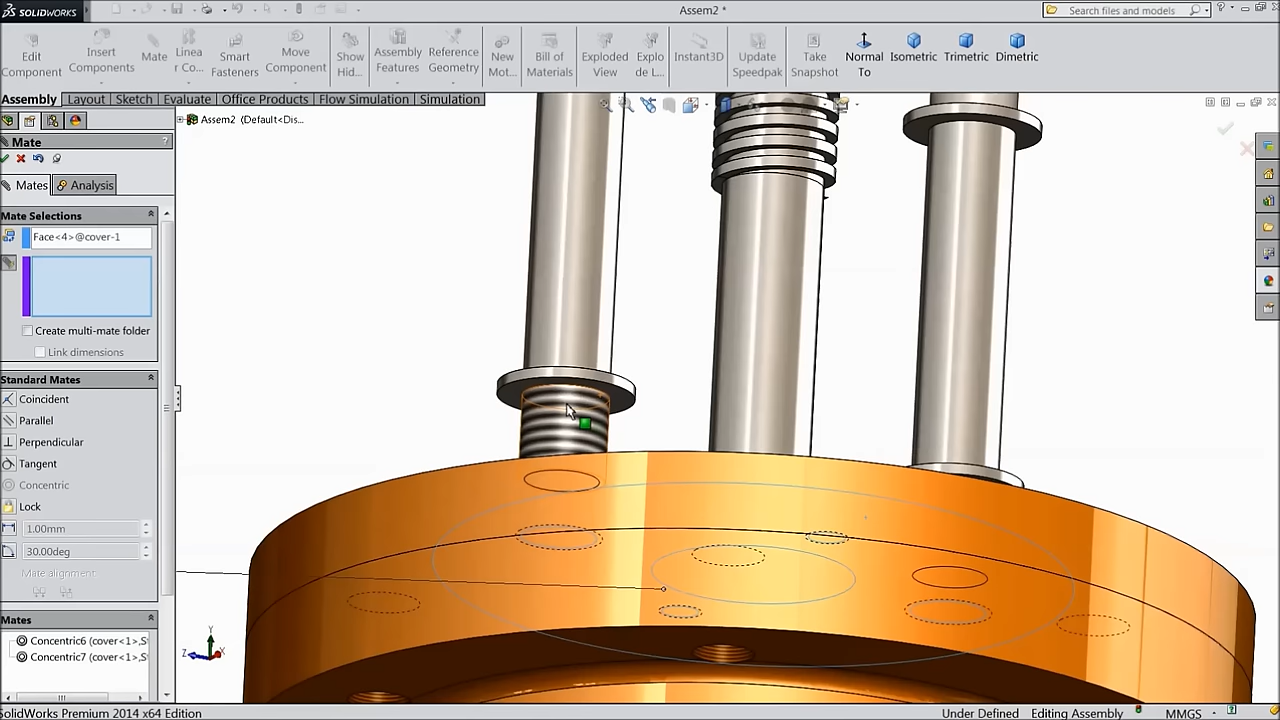 SOLIDWORKS
Assem2 *
Search files and models
Edit Component
Insert Components
Mate
Linea r Co...
Smart Fasteners
Move Component
Show Hid...
Assembly Features
Reference Geometry
New Mot...
Bill of Materials
Exploded View
Explo de L...
Instant3D
Update Speedpak
Take Snapshot
Normal To
Isometric
Trimetric
Dimetric
Assembly
Layout
Sketch
Evaluate
Office Products
Flow Simulation
Simulation
Assem2 (Default<Dis...
Mate
?
Mates
Analysis
Mate Selections
Face<4>@cover-1
Create multi-mate folder
Link dimensions
Standard Mates
Coincident
Parallel
Perpendicular
Tangent
Concentric
Lock
1.00mm
30.00deg
Mate alignment:
Mates
Concentric6 (cover<1>,S
Concentric7 (cover<1>,S
Y
Z
X
SolidWorks Premium 2014 x64 Edition
Under Defined
Editing Assembly
MMGS